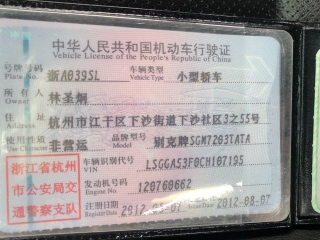 中华人民共和国机动车行驶证
Vehicle License of the People's Republic of China
号牌号码 浙A039SL 车辆类型 小型轿车
Plate No. Vehicle Type
所有人 林圣炯
Owner
住址 杭州市江干区下沙街道下沙社区3之55号
Address
使用性质 非营运 品牌型号 别克牌SGM7203TATA
Use Character Model
浙江省杭州 车辆识别代号 LSGGA53F0CH107195
VIN
市公安局交 发动机号码 120760662
Engine No.
通警察支队 注册日期 发证日期 2012-08-07
Register Date Issue Date